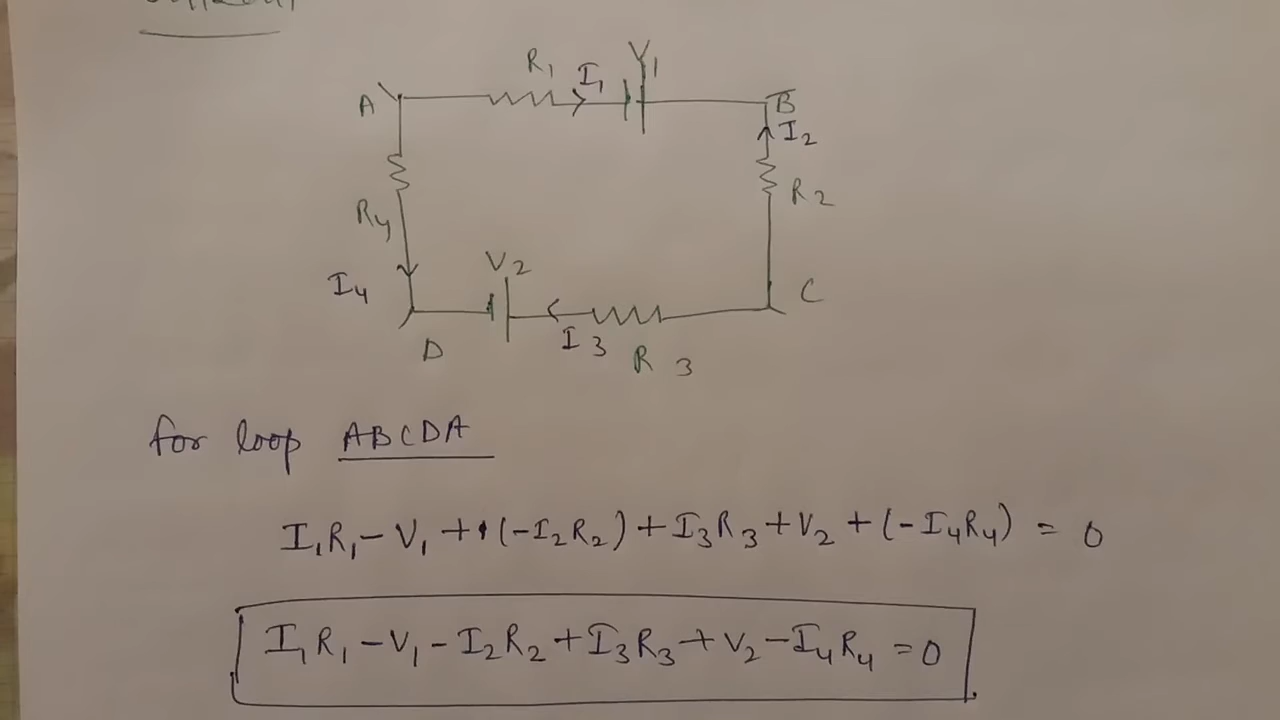 R₁ I₁ V₁
A B
I₂
R₂
R₄
V₂
I₄ C
I₃
D R₃
for loop ABCDA
I₁R₁ - V₁ + (-I₂R₂) + I₃R₃ + V₂ + (-I₄R₄) = 0
I₁R₁ - V₁ - I₂R₂ + I₃R₃ + V₂ - I₄R₄ = 0